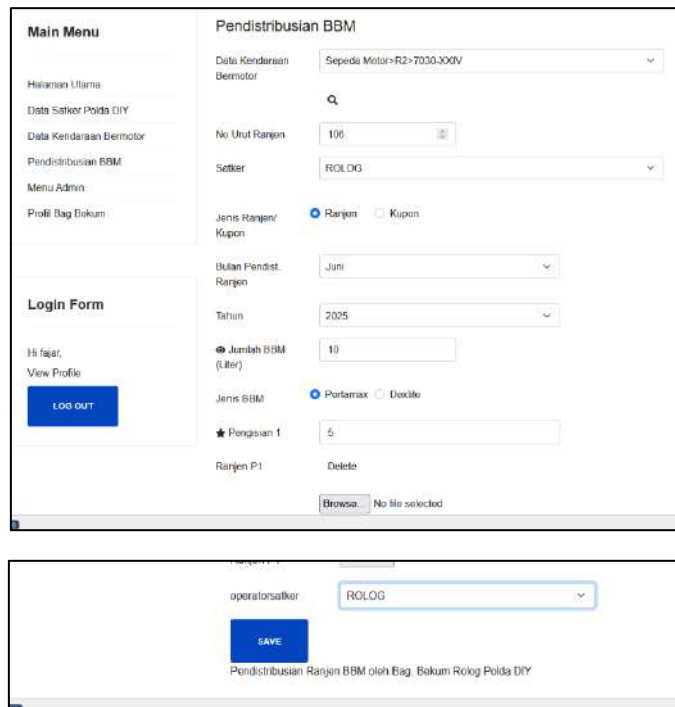 Main Menu
Halaman Utama
Data Satker Polda DIY
Data Kendaraan Bermotor
Pendistribusian BBM
Menu Admin
Profil Bag Bekum
Login Form
Hi fajar,
View Profile
LOG OUT
Pendistribusian BBM
Data Kendaraan Bermotor
Sepeda Motor>R2>7030-XXIV
No Urut Ranjen
106
Satker
ROLOG
Jenis Ranjen/
Kupon
Ranjen
Kupon
Bulan Pendist.
Ranjen
Juni
Tahun
2025
Jumlah BBM
(Liter)
10
Jenis BBM
Pertamax
Dexlite
Pengisian 1
5
Ranjen P1
Delete
Browse...
No file selected
operatorsatker
ROLOG
SAVE
Pendistribusian Ranjen BBM oleh Bag. Bekum Rolog Polda DIY